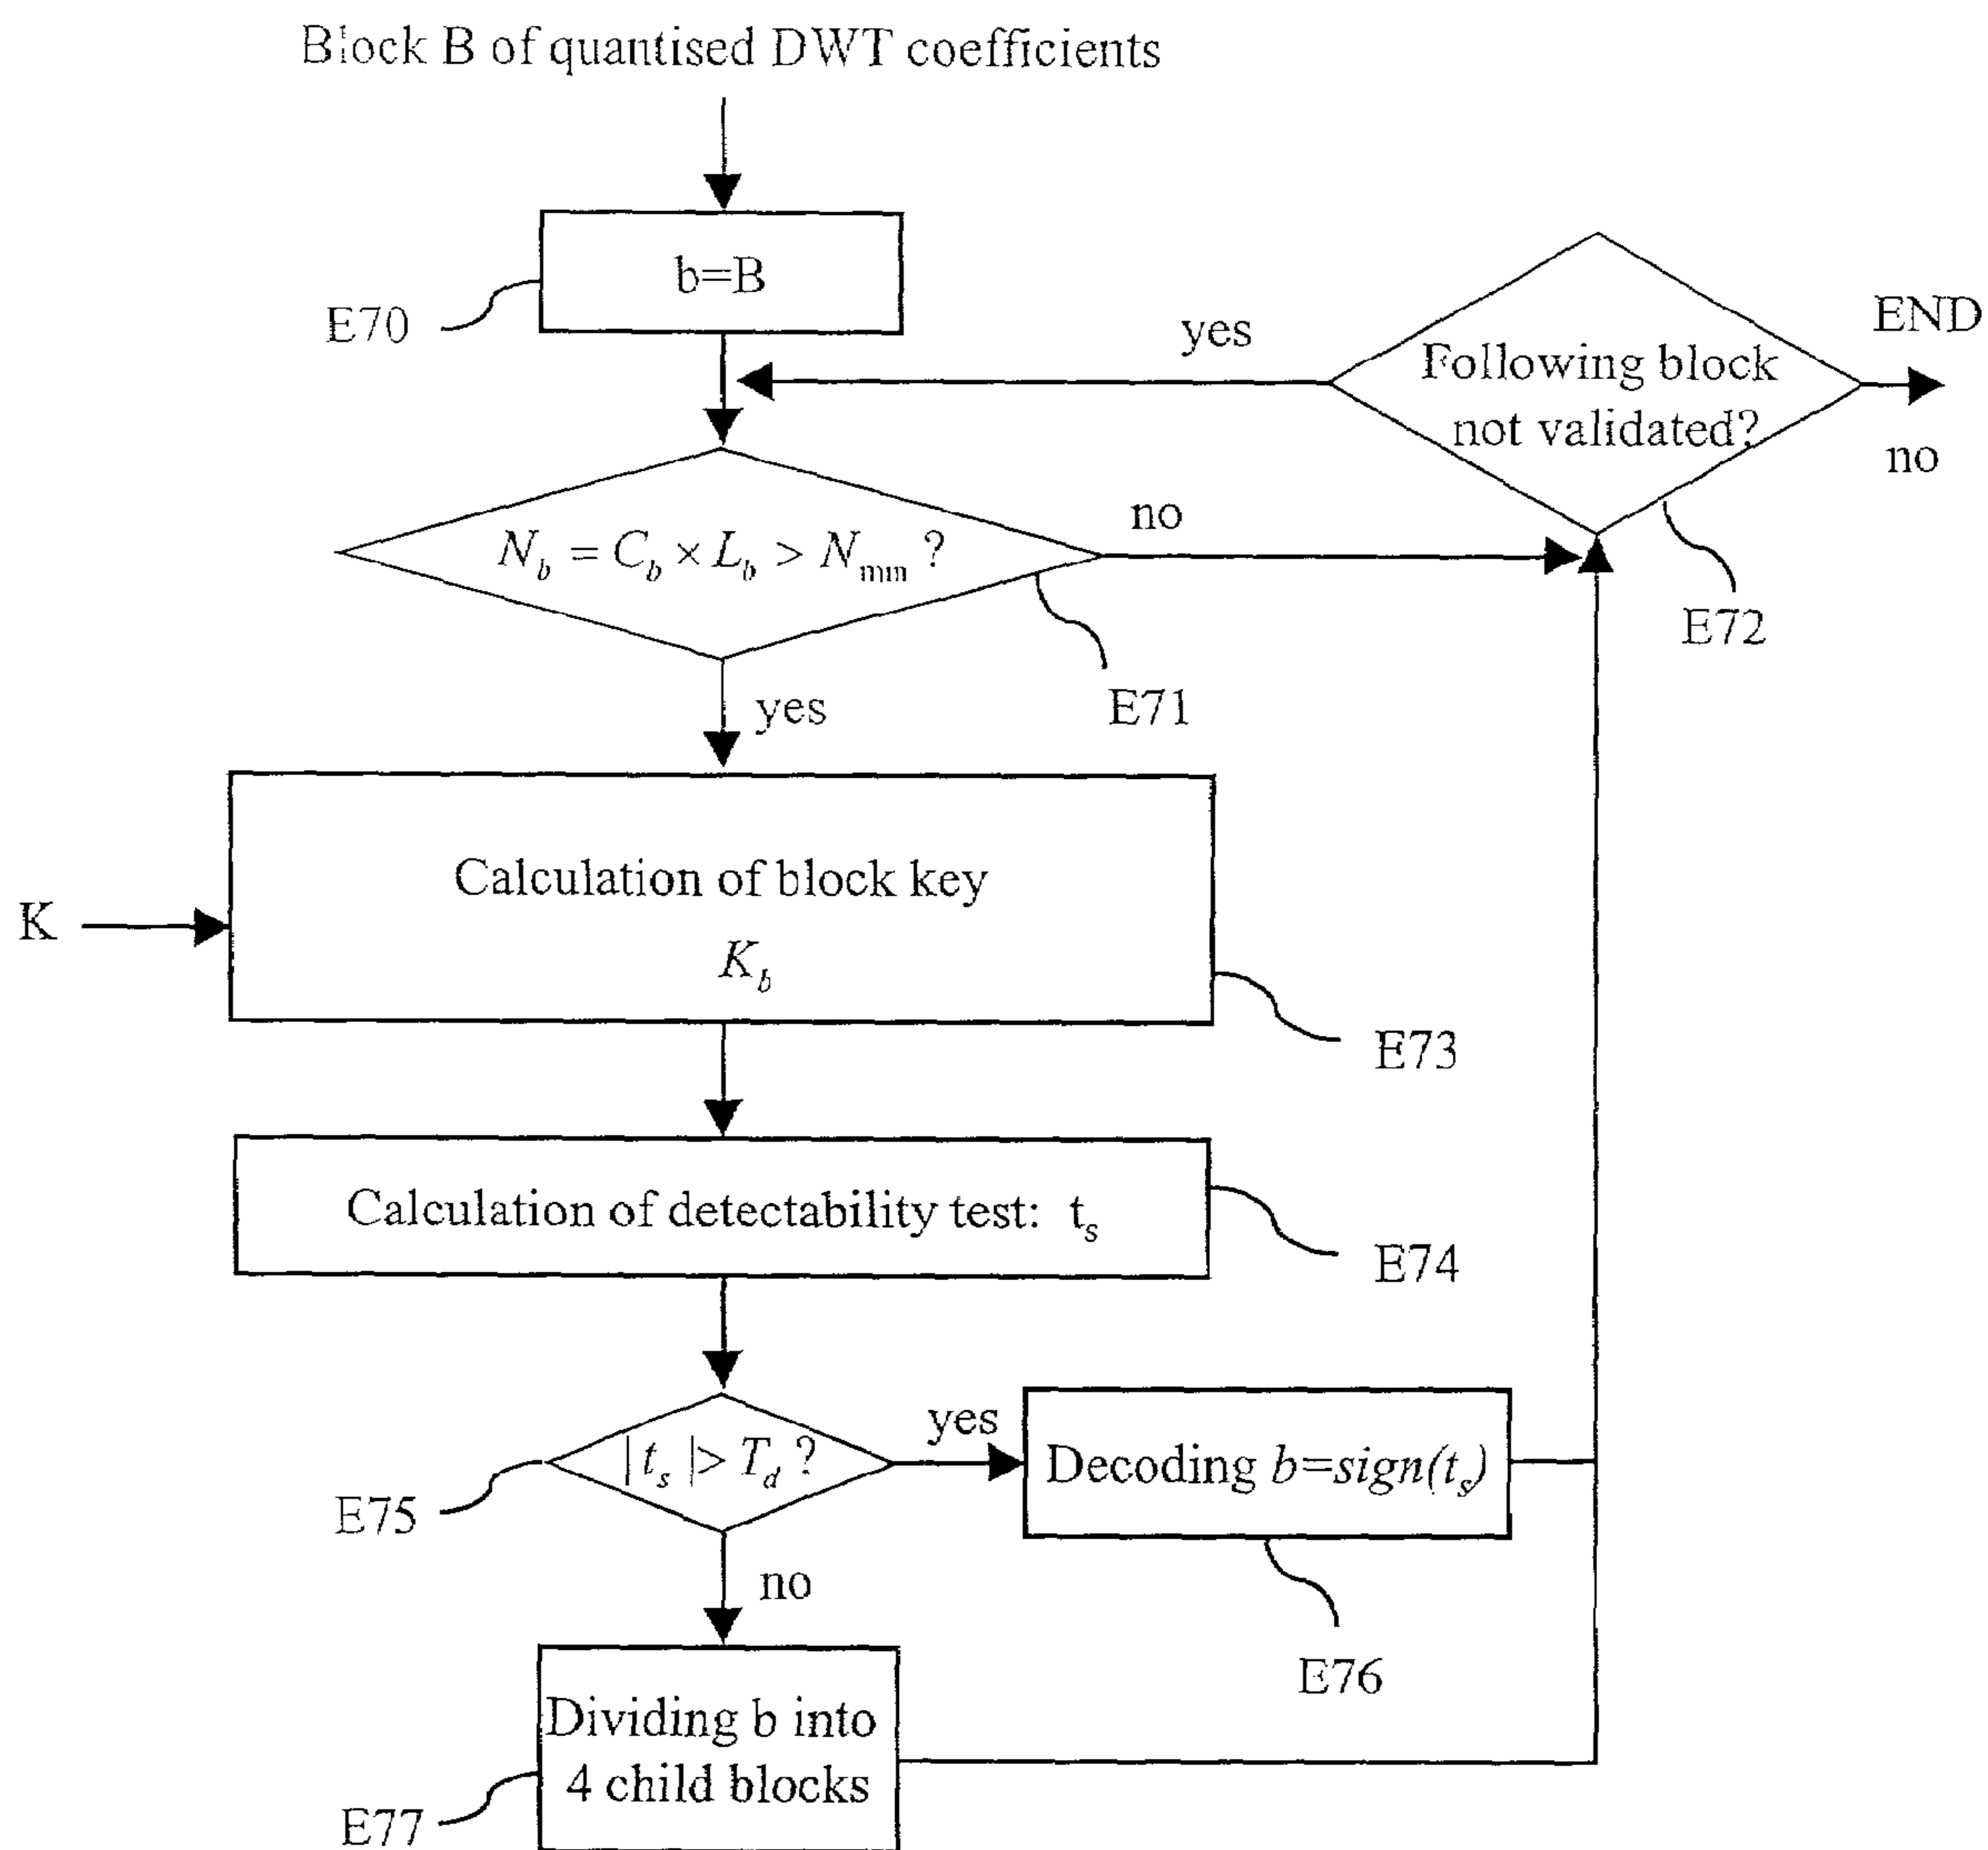 Block B of quantised DWT coefficients
b=B
E70
yes
Following block
not validated?
END
no
E72
N_b = C_b × L_b > N_min ?
no
E71
yes
K
Calculation of block key
K_b
E73
Calculation of detectability test: t_s
E74
|t_s|> T_d ?
yes
E75
Decoding b=sign(t_s)
E76
no
Dividing b into
4 child blocks
E77